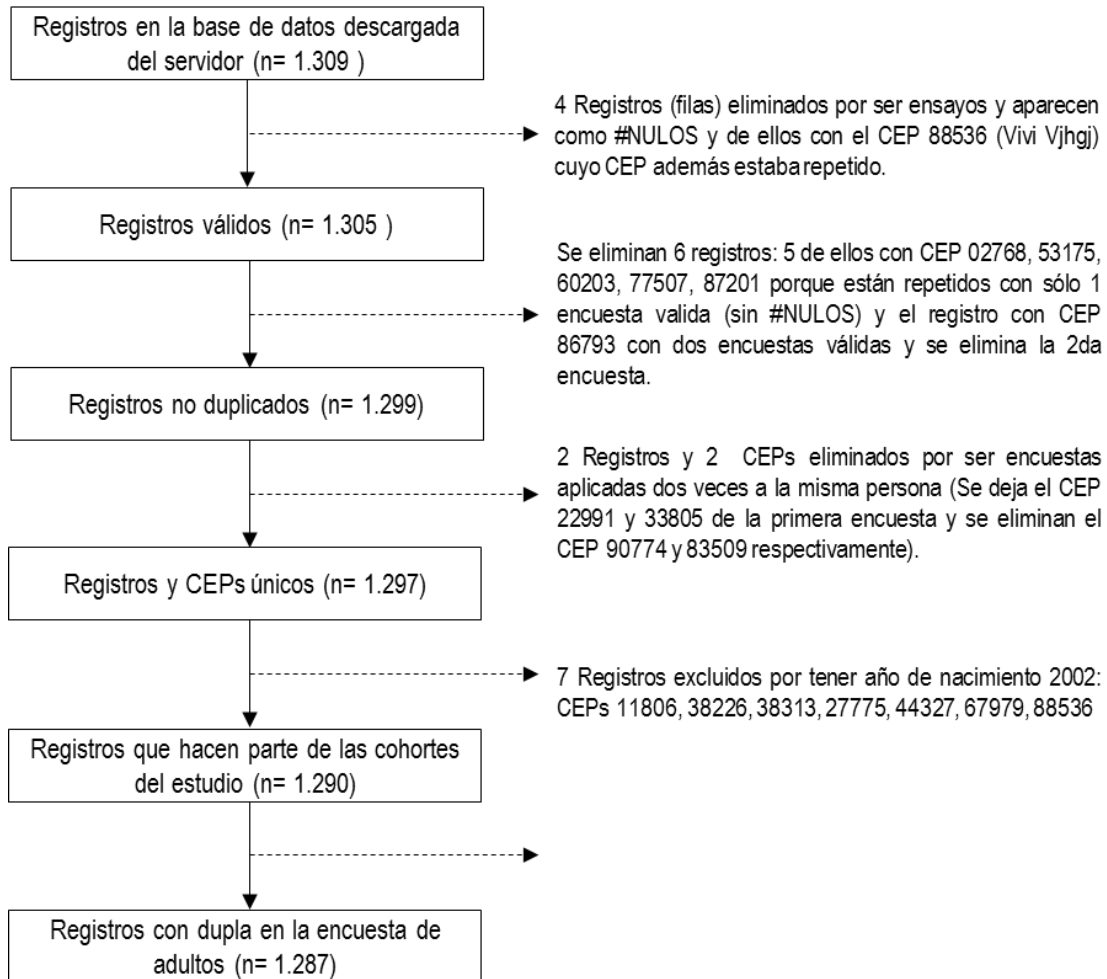 Registros en la base de datos descargada
del servidor (n= 1.309 )
4 Registros (filas) eliminados por ser ensayos y aparecen
como #NULOS y de ellos con el CEP 88536 (Vivi Vjhgj)
cuyo CEP además estaba repetido.
Registros válidos (n= 1.305 )
Se eliminan 6 registros: 5 de ellos con CEP 02768, 53175,
60203, 77507, 87201 porque están repetidos con sólo 1
encuesta valida (sin #NULOS) y el registro con CEP
86793 con dos encuestas válidas y se elimina la 2da
encuesta.
Registros no duplicados (n= 1.299)
2 Registros y 2 CEPs eliminados por ser encuestas
aplicadas dos veces a la misma persona (Se deja el CEP
22991 y 33805 de la primera encuesta y se eliminan el
CEP 90774 y 83509 respectivamente).
Registros y CEPs únicos (n= 1.297)
7 Registros excluidos por tener año de nacimiento 2002:
CEPs 11806, 38226, 38313, 27775, 44327, 67979, 88536
Registros que hacen parte de las cohortes
del estudio (n= 1.290)
Registros con dupla en la encuesta de
adultos (n= 1.287)